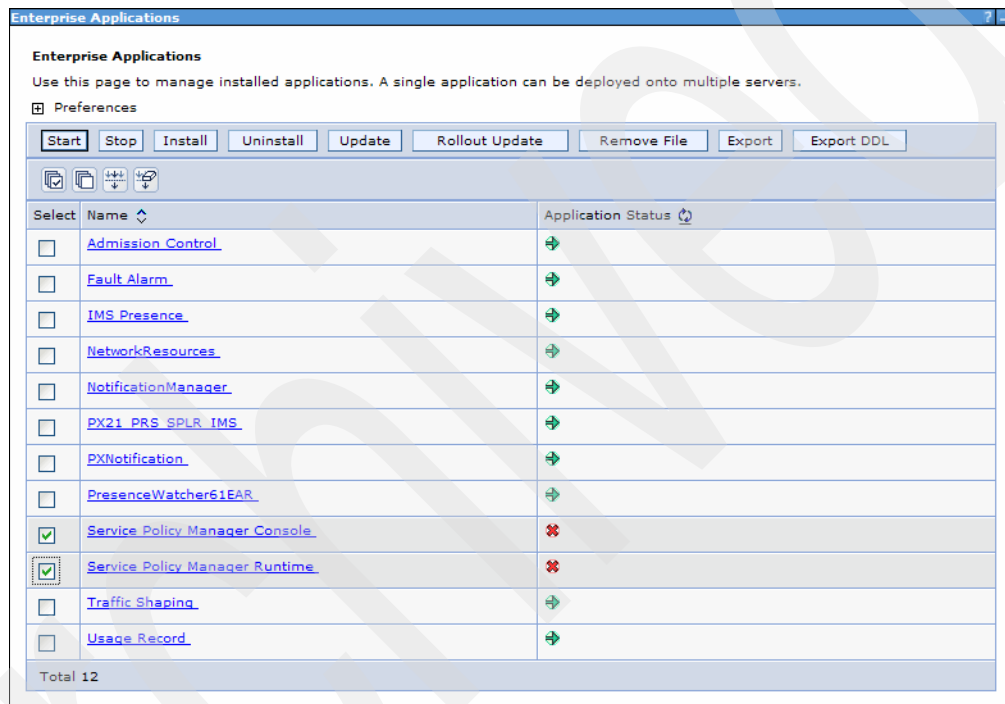 Enterprise Applications ? -
Enterprise Applications
Use this page to manage installed applications. A single application can be deployed onto multiple servers.
Preferences
Start Stop Install Uninstall Update Rollout Update Remove File Export Export DDL
Select Name Application Status
Admission Control
Fault Alarm
IMS Presence
NetworkResources
NotificationManager
PX21_PRS_SPLR_IMS
PXNotification
PresenceWatcher61EAR
Service Policy Manager Console
Service Policy Manager Runtime
Traffic Shaping
Usage Record
Total 12